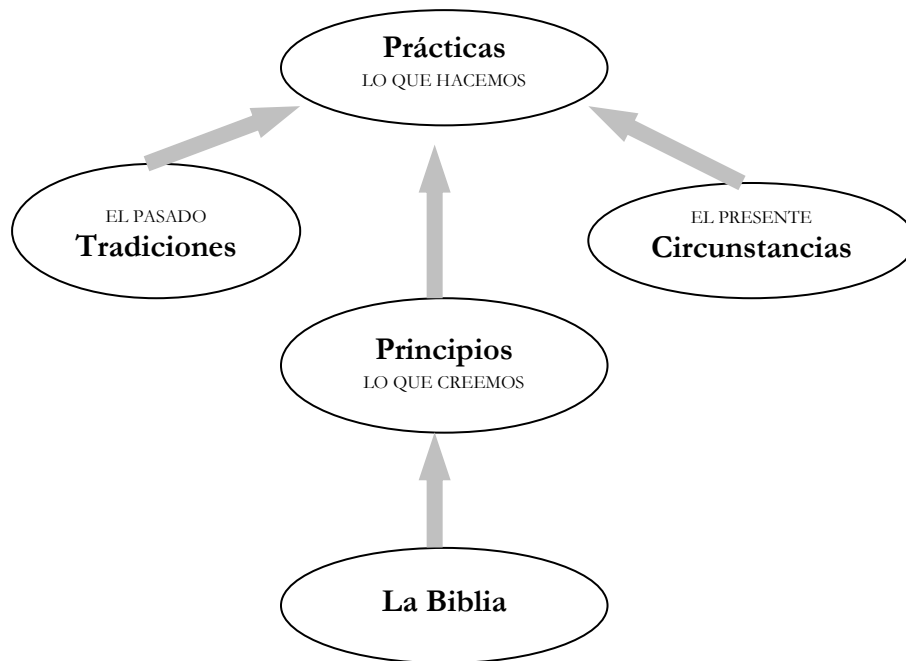 Prácticas
LO QUE HACEMOS
EL PASADO
Tradiciones
EL PRESENTE
Circunstancias
Principios
LO QUE CREEMOS
La Biblia